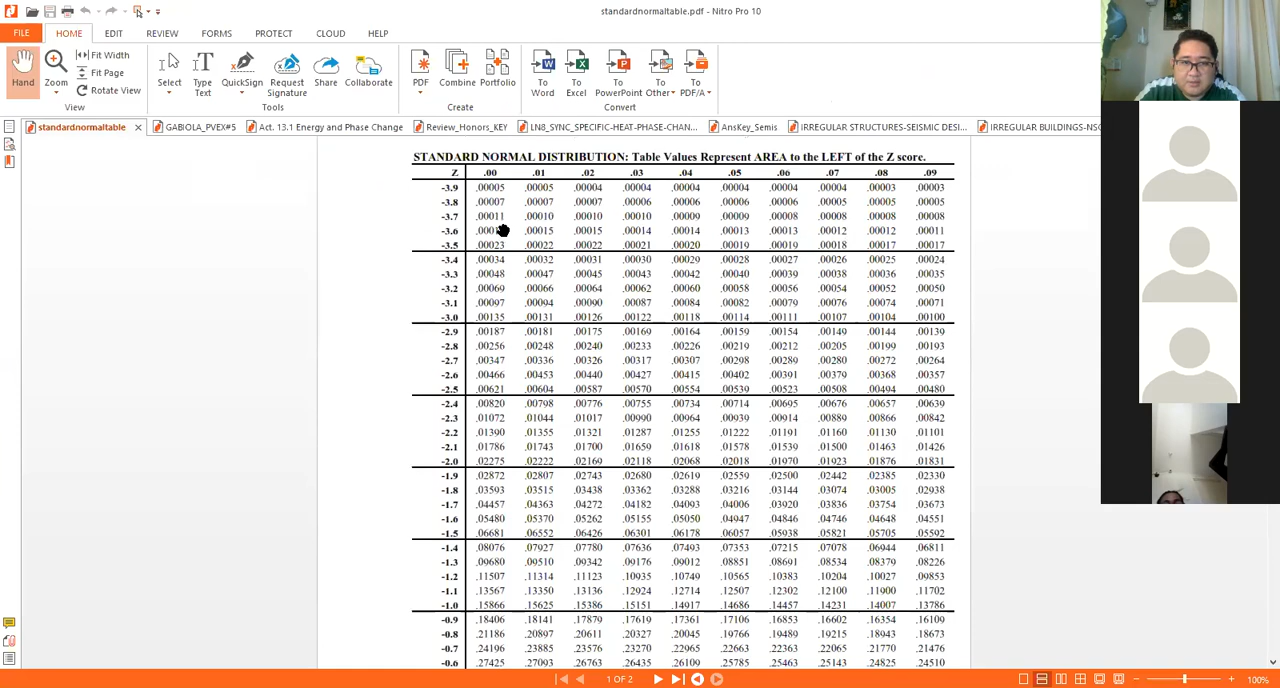 standardnormaltable.pdf - Nitro Pro 10
FILE HOME EDIT REVIEW FORMS PROTECT CLOUD HELP
Hand
Zoom
Fit Width
Fit Page
Rotate View
View
Select
Type Text
QuickSign
Request Signature
Share
Collaborate
Tools
PDF
Combine
Portfolio
Create
To Word
To Excel
To PowerPoint
To Other
To PDF/A
Convert
standardnormaltable GABIOLA_PVEX#5 Act. 13.1 Energy and Phase Change Review_Honors_KEY LN8_SYNC_SPECIFIC-HEAT-PHASE-CHAN... AnsKey_Semis IRREGULAR STRUCTURES-SEISMIC DESI... IRREGULAR BUILDINGS-NSC
STANDARD NORMAL DISTRIBUTION: Table Values Represent AREA to the LEFT of the Z score.
Z .00 .01 .02 .03 .04 .05 .06 .07 .08 .09
-3.9 .00005 .00005 .00004 .00004 .00004 .00004 .00004 .00004 .00003 .00003
-3.8 .00007 .00007 .00007 .00006 .00006 .00006 .00006 .00005 .00005 .00005
-3.7 .00011 .00010 .00010 .00010 .00009 .00009 .00008 .00008 .00008 .00008
-3.6 .00015 .00015 .00014 .00014 .00013 .00013 .00012 .00012 .00011
-3.5 .00023 .00022 .00022 .00021 .00020 .00019 .00019 .00018 .00017 .00017
-3.4 .00034 .00032 .00031 .00030 .00029 .00028 .00027 .00026 .00025 .00024
-3.3 .00048 .00047 .00045 .00043 .00042 .00040 .00039 .00038 .00036 .00035
-3.2 .00069 .00066 .00064 .00062 .00060 .00058 .00056 .00054 .00052 .00050
-3.1 .00097 .00094 .00090 .00087 .00084 .00082 .00079 .00076 .00074 .00071
-3.0 .00135 .00131 .00126 .00122 .00118 .00114 .00111 .00107 .00104 .00100
-2.9 .00187 .00181 .00175 .00169 .00164 .00159 .00154 .00149 .00144 .00139
-2.8 .00256 .00248 .00240 .00233 .00226 .00219 .00212 .00205 .00199 .00193
-2.7 .00347 .00336 .00326 .00317 .00307 .00298 .00289 .00280 .00272 .00264
-2.6 .00466 .00453 .00440 .00427 .00415 .00402 .00391 .00379 .00368 .00357
-2.5 .00621 .00604 .00587 .00570 .00554 .00539 .00523 .00508 .00494 .00480
-2.4 .00820 .00798 .00776 .00755 .00734 .00714 .00695 .00676 .00657 .00639
-2.3 .01072 .01044 .01017 .00990 .00964 .00939 .00914 .00889 .00866 .00842
-2.2 .01390 .01355 .01321 .01287 .01255 .01222 .01191 .01160 .01130 .01101
-2.1 .01786 .01743 .01700 .01659 .01618 .01578 .01539 .01500 .01463 .01426
-2.0 .02275 .02222 .02169 .02118 .02068 .02018 .01970 .01923 .01876 .01831
-1.9 .02872 .02807 .02743 .02680 .02619 .02559 .02500 .02442 .02385 .02330
-1.8 .03593 .03515 .03438 .03362 .03288 .03216 .03144 .03074 .03005 .02938
-1.7 .04457 .04363 .04272 .04182 .04093 .04006 .03920 .03836 .03754 .03673
-1.6 .05480 .05370 .05262 .05155 .05050 .04947 .04846 .04746 .04648 .04551
-1.5 .06681 .06552 .06426 .06301 .06178 .06057 .05938 .05821 .05705 .05592
-1.4 .08076 .07927 .07780 .07636 .07493 .07353 .07215 .07078 .06944 .06811
-1.3 .09680 .09510 .09342 .09176 .09012 .08851 .08691 .08534 .08379 .08226
-1.2 .11507 .11314 .11123 .10935 .10749 .10565 .10383 .10204 .10027 .09853
-1.1 .13567 .13350 .13136 .12924 .12714 .12507 .12302 .12100 .11900 .11702
-1.0 .15866 .15625 .15386 .15151 .14917 .14686 .14457 .14231 .14007 .13786
-0.9 .18406 .18141 .17879 .17619 .17361 .17106 .16853 .16602 .16354 .16109
-0.8 .21186 .20897 .20611 .20327 .20045 .19766 .19489 .19215 .18943 .18673
-0.7 .24196 .23885 .23576 .23270 .22965 .22663 .22363 .22065 .21770 .21476
-0.6 .27425 .27093 .26763 .26435 .26109 .25785 .25463 .25143 .24825 .24510
1 OF 2
100%